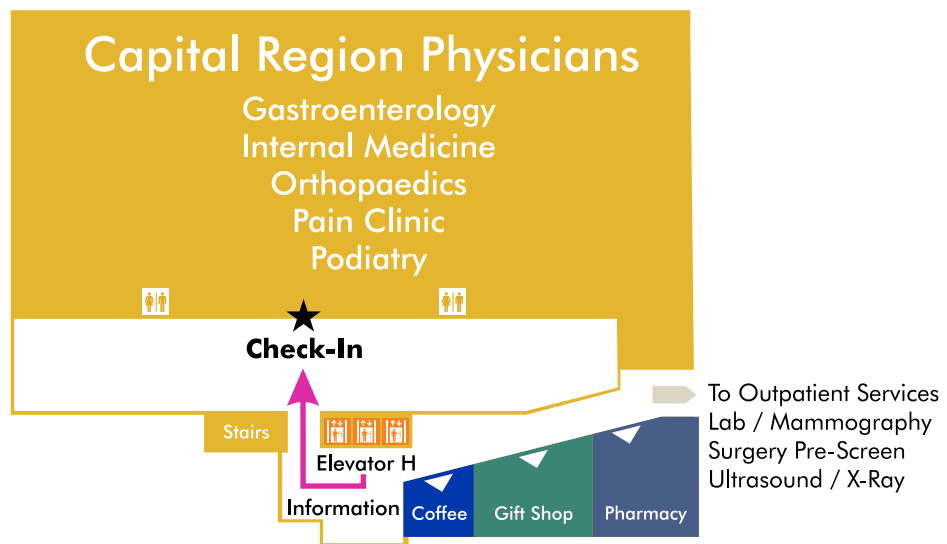 Capital Region Physicians
Gastroenterology
Internal Medicine
Orthopaedics
Pain Clinic
Podiatry
Check-In
To Outpatient Services
Lab / Mammography
Surgery Pre-Screen
Ultrasound / X-Ray
Stairs
Elevator H
Information
Coffee
Gift Shop
Pharmacy